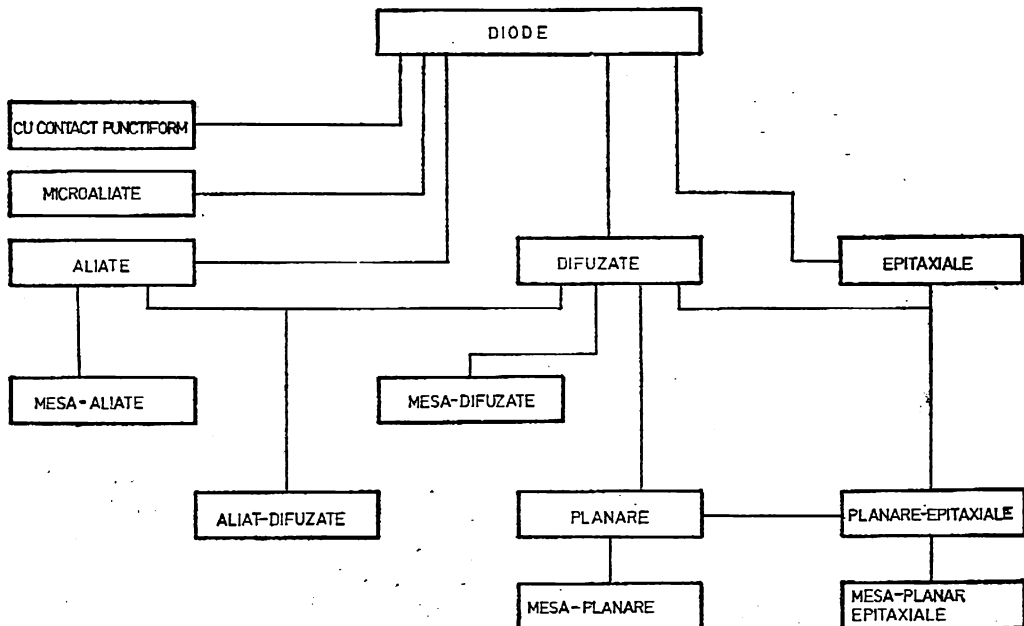 DIODE
CU CONTACT PUNCTIFORM
MICROALIATE
ALIATE
DIFUZATE
EPITAXIALE
MESA-ALIATE
MESA-DIFUZATE
ALIAT-DIFUZATE
PLANARE
PLANARE-EPITAXIALE
MESA-PLANARE
MESA-PLANAR
EPITAXIALE